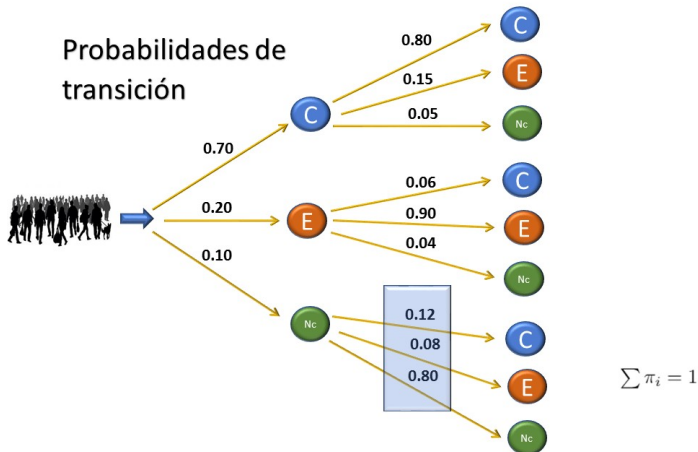 Probabilidades de
transición
0.80
C
0.15
E
C
0.05
Nc
0.70
0.06
C
0.20
E
0.90
E
0.04
0.10
Nc
Nc
0.12
C
0.08
0.80
E
∑ π_i = 1
Nc